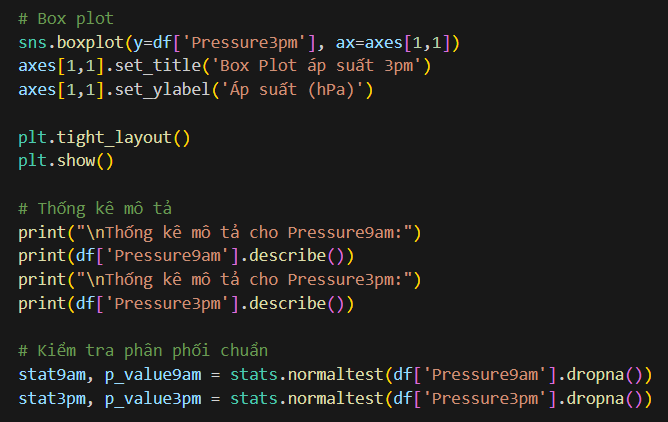 # Box plot
sns.boxplot(y=df['Pressure3pm'], ax=axes[1,1])
axes[1,1].set_title('Box Plot áp suất 3pm')
axes[1,1].set_ylabel('Áp suất (hPa)')

plt.tight_layout()
plt.show()

# Thống kê mô tả
print("\nThống kê mô tả cho Pressure9am:")
print(df['Pressure9am'].describe())
print("\nThống kê mô tả cho Pressure3pm:")
print(df['Pressure3pm'].describe())

# Kiểm tra phân phối chuẩn
stat9am, p_value9am = stats.normaltest(df['Pressure9am'].dropna())
stat3pm, p_value3pm = stats.normaltest(df['Pressure3pm'].dropna())